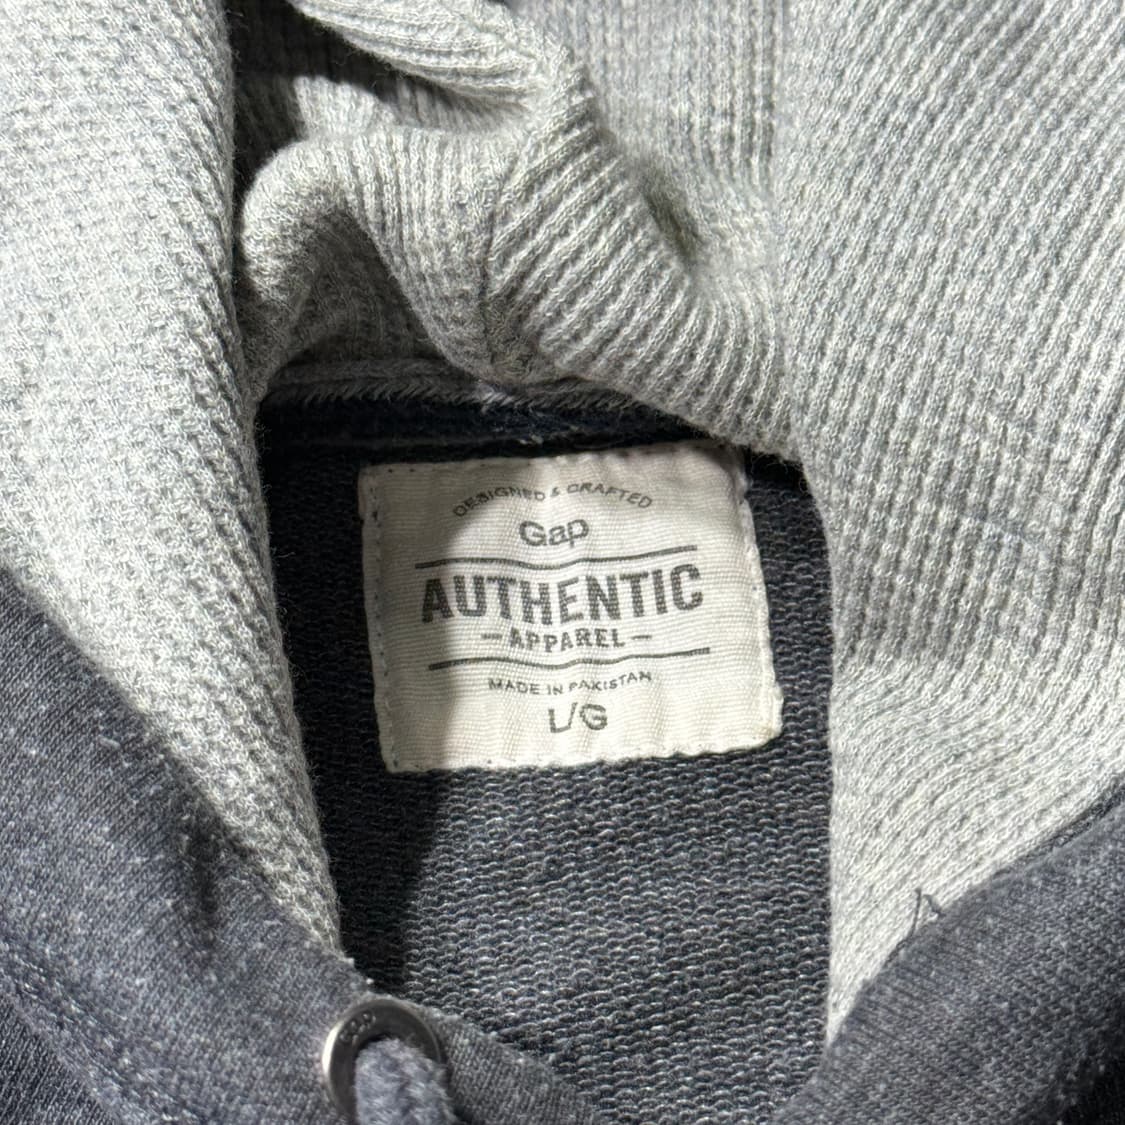 DESIGNED & CRAFTED
Gap
AUTHENTIC
–APPAREL–
MADE IN PAKISTAN
L/G